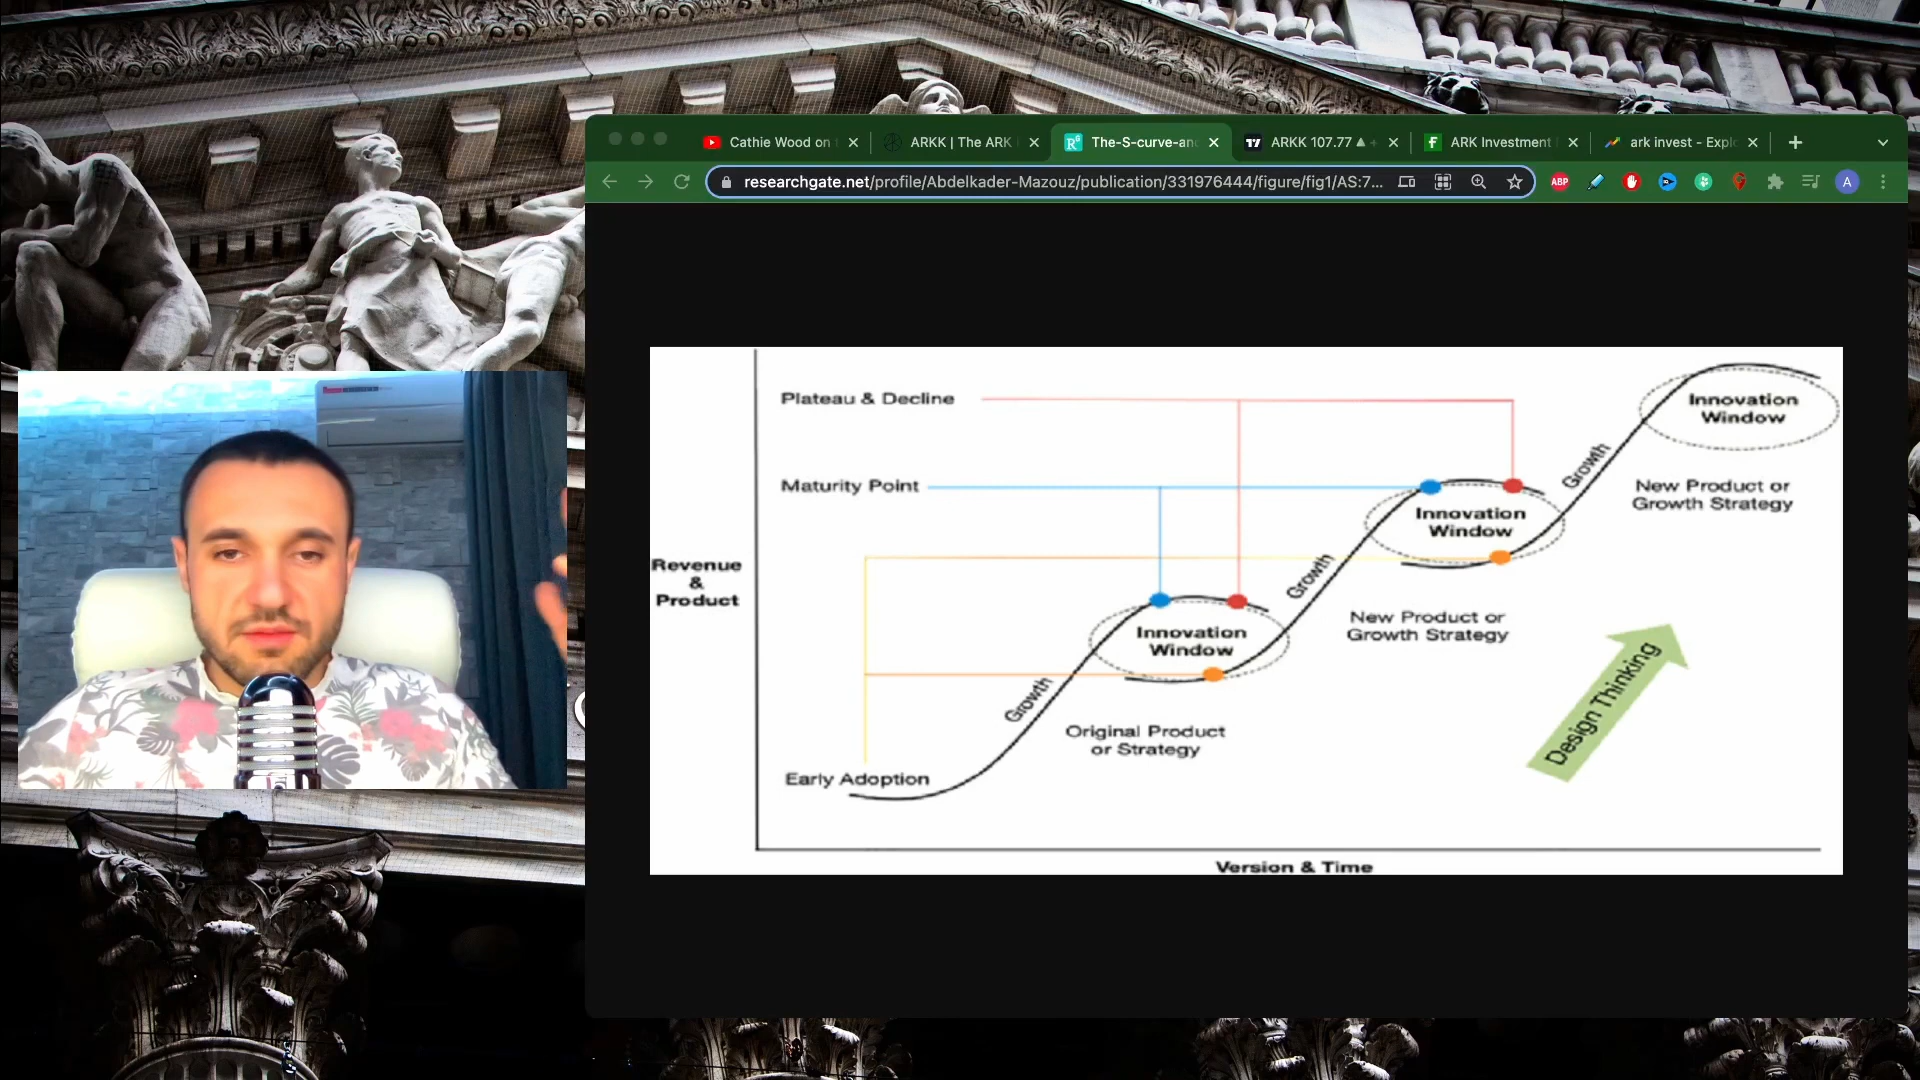 Cathie Wood on
ARKK | The ARK
The-S-curve-an
ARKK 107.77
ARK Investment
ark invest - Expl
researchgate.net/profile/Abdelkader-Mazouz/publication/331976444/figure/fig1/AS:7...
ABP
A
Plateau & Decline
Innovation
Window
Growth
Maturity Point
New Product or
Growth Strategy
Innovation
Window
Revenue
&
Product
Growth
New Product or
Growth Strategy
Innovation
Window
Design Thinking
Growth
Original Product
or Strategy
Early Adoption
Version & Time